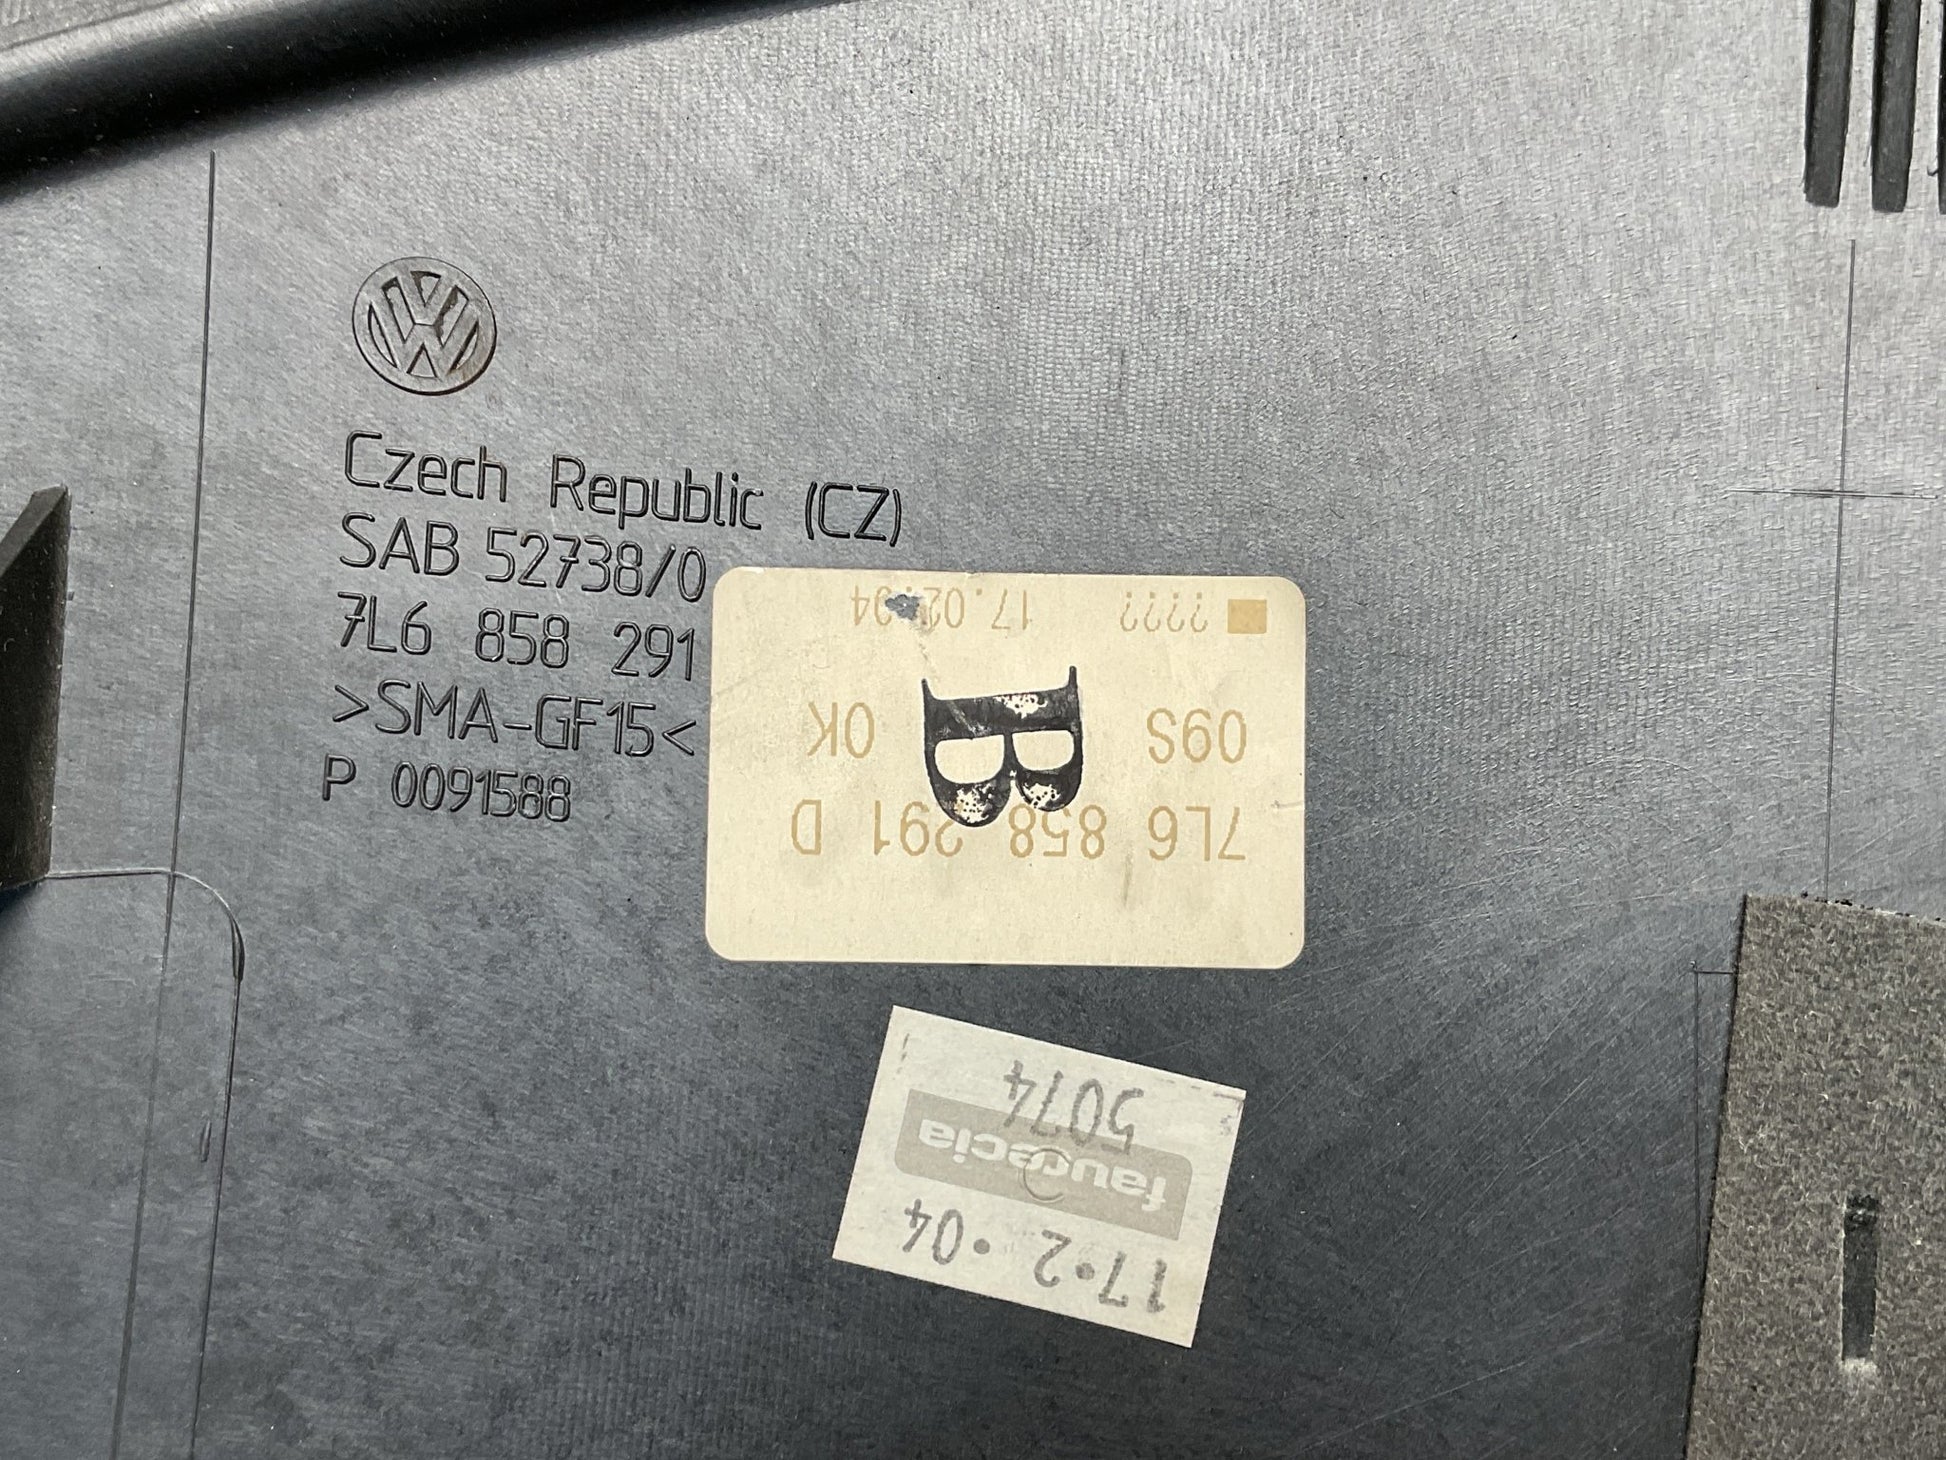 Czech Republic (CZ)
SAB 52738/0
7L6 858 291
>SMA-GF15<
P 0091588
7L6 858 291 D
09S OK
B
???? 17.02.04
17.2.04
faurecia
5074